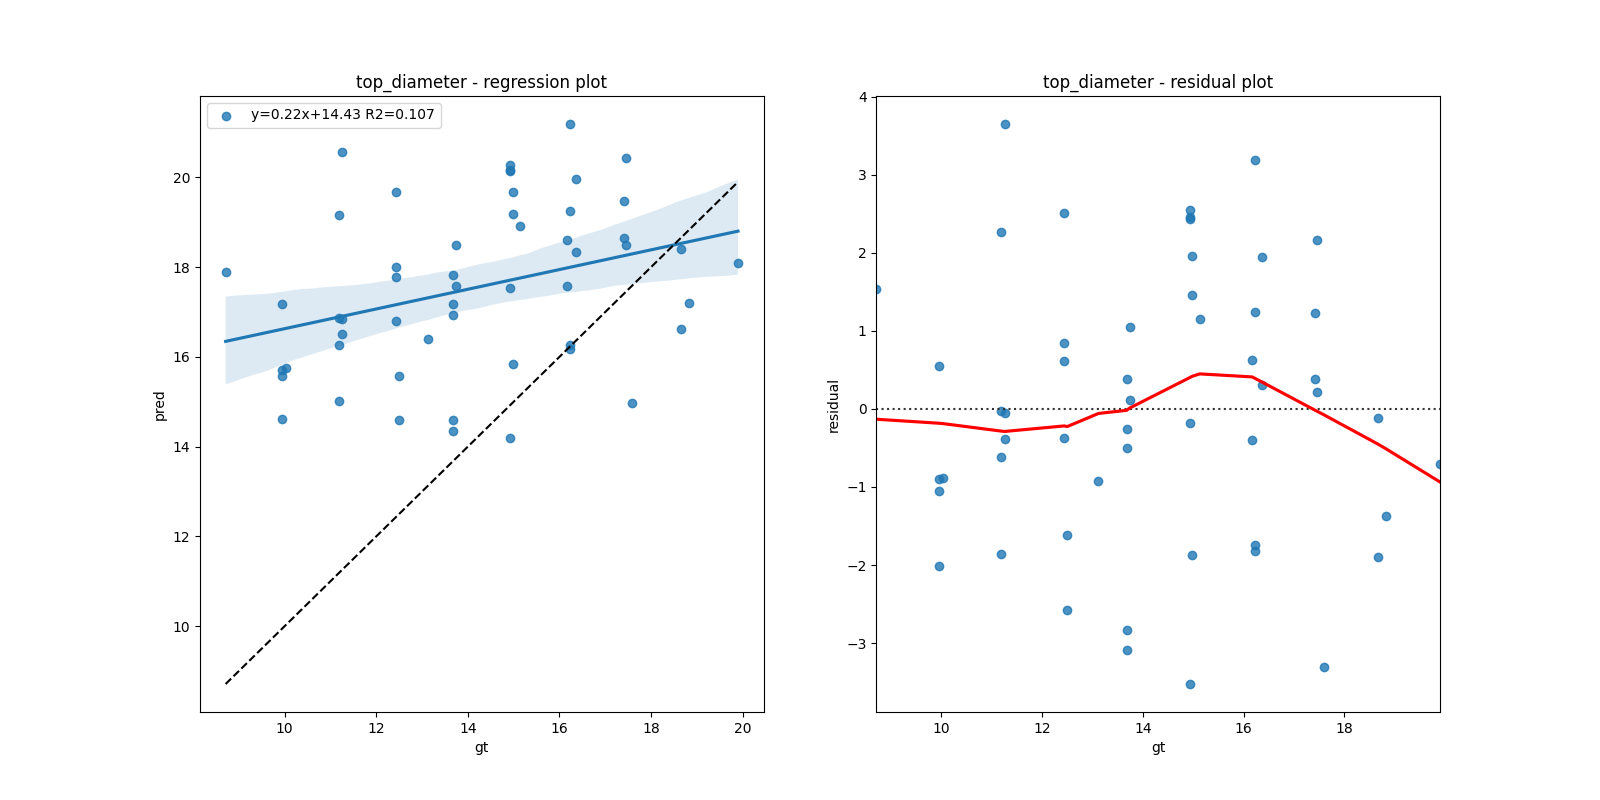 top_diameter - regression plot
y=0.22x+14.43 R2=0.107
20
18
16
14
12
10
pred
10 12 14 16 18 20
gt
top_diameter - residual plot
4
3
2
1
0
−1
−2
−3
residual
10 12 14 16 18
gt